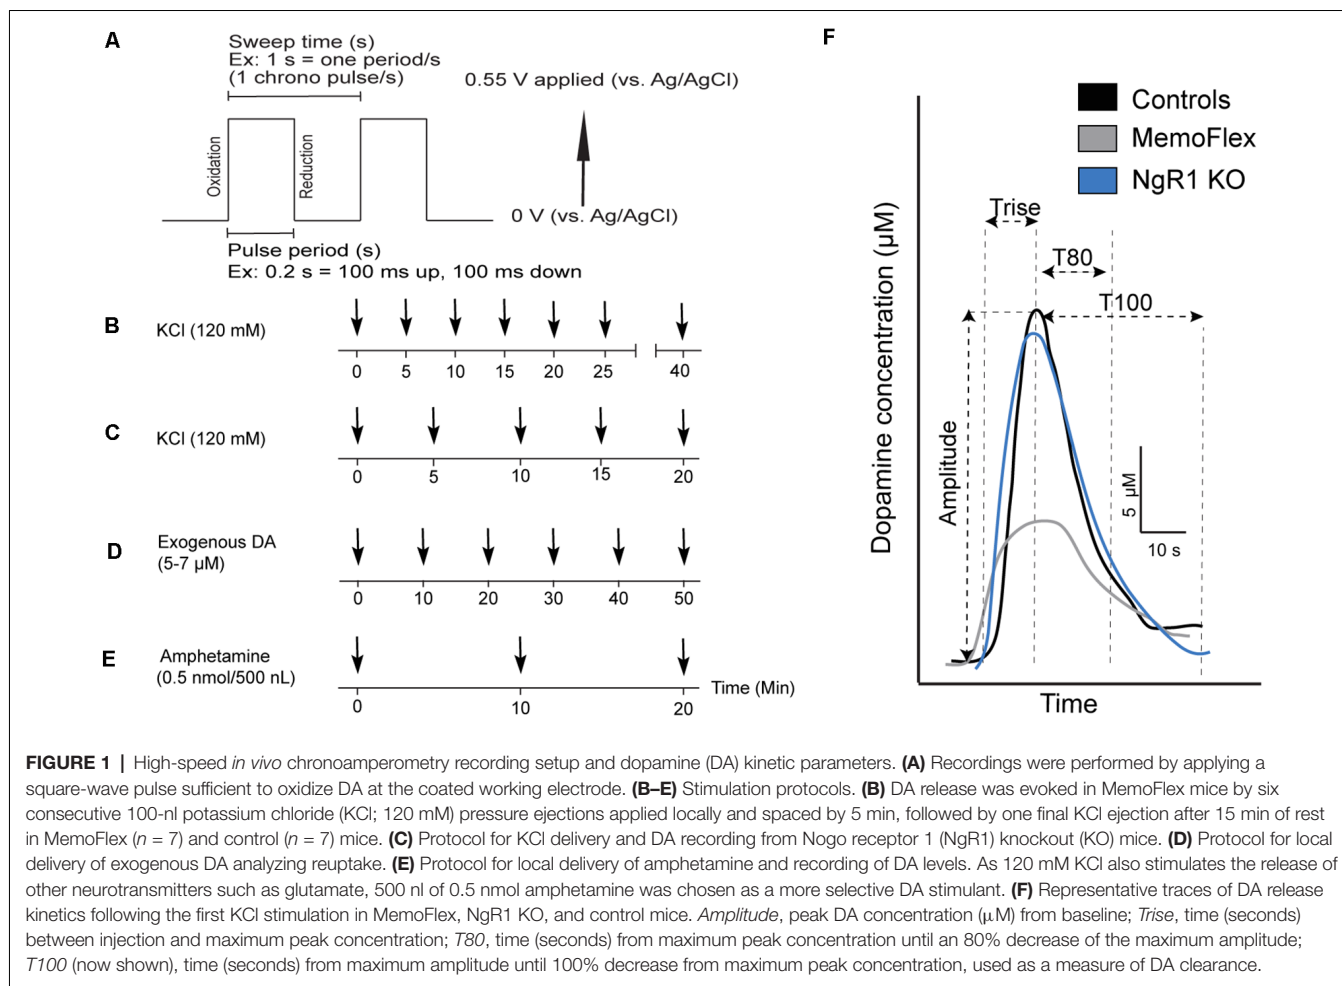 A
Sweep time (s)
Ex: 1 s = one period/s
(1 chrono pulse/s)
0.55 V applied (vs. Ag/AgCl)
Oxidation
Reduction
0 V (vs. Ag/AgCl)
Pulse period (s)
Ex: 0.2 s = 100 ms up, 100 ms down
B
KCl (120 mM)
0 5 10 15 20 25 40
C
KCl (120 mM)
0 5 10 15 20
D
Exogenous DA
(5-7 µM)
0 10 20 30 40 50
E
Amphetamine
(0.5 nmol/500 nL)
0 10 20
Time (Min)
F
Controls
MemoFlex
NgR1 KO
Trise
T80
T100
Dopamine concentration (µM)
Amplitude
5 µM
10 s
Time
FIGURE 1 | High-speed in vivo chronoamperometry recording setup and dopamine (DA) kinetic parameters. (A) Recordings were performed by applying a
square-wave pulse sufficient to oxidize DA at the coated working electrode. (B–E) Stimulation protocols. (B) DA release was evoked in MemoFlex mice by six
consecutive 100-nl potassium chloride (KCl; 120 mM) pressure ejections applied locally and spaced by 5 min, followed by one final KCl ejection after 15 min of rest
in MemoFlex (n = 7) and control (n = 7) mice. (C) Protocol for KCl delivery and DA recording from Nogo receptor 1 (NgR1) knockout (KO) mice. (D) Protocol for local
delivery of exogenous DA analyzing reuptake. (E) Protocol for local delivery of amphetamine and recording of DA levels. As 120 mM KCl also stimulates the release of
other neurotransmitters such as glutamate, 500 nl of 0.5 nmol amphetamine was chosen as a more selective DA stimulant. (F) Representative traces of DA release
kinetics following the first KCl stimulation in MemoFlex, NgR1 KO, and control mice. Amplitude, peak DA concentration (µM) from baseline; Trise, time (seconds)
between injection and maximum peak concentration; T80, time (seconds) from maximum peak concentration until an 80% decrease of the maximum amplitude;
T100 (now shown), time (seconds) from maximum amplitude until 100% decrease from maximum peak concentration, used as a measure of DA clearance.